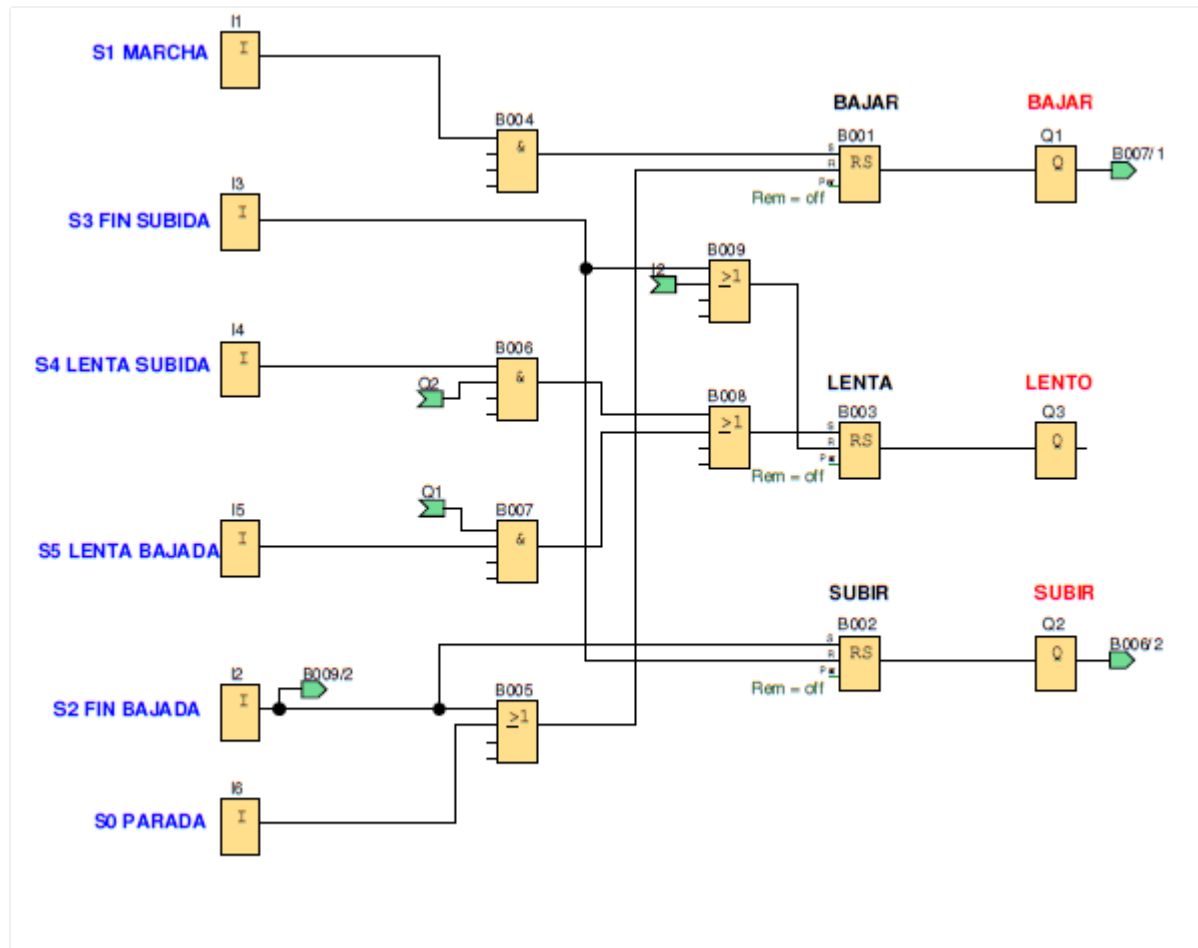 I1
I
S1 MARCHA
B004
&
BAJAR
BAJAR
B001
Q1
B007/1
S
R
RS
Q
Par
Rem = off
I3
I
S3 FIN SUBIDA
B009
I2
>1
I4
I
S4 LENTA SUBIDA
B006
Q2
&
B008
>1
LENTA
LENTO
B003
Q3
S
R
RS
Q
Par
Rem = off
Q1
I5
I
B007
&
S5 LENTA BAJADA
SUBIR
SUBIR
B002
Q2
S
R
RS
Q
B006/2
Par
Rem = off
I2
B009/2
I
S2 FIN BAJADA
B005
>1
I6
I
S0 PARADA